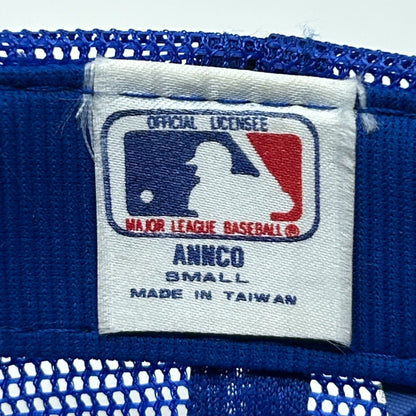 OFFICIAL LICENSEE
MAJOR LEAGUE BASEBALL®
ANNCO
SMALL
MADE IN TAIWAN